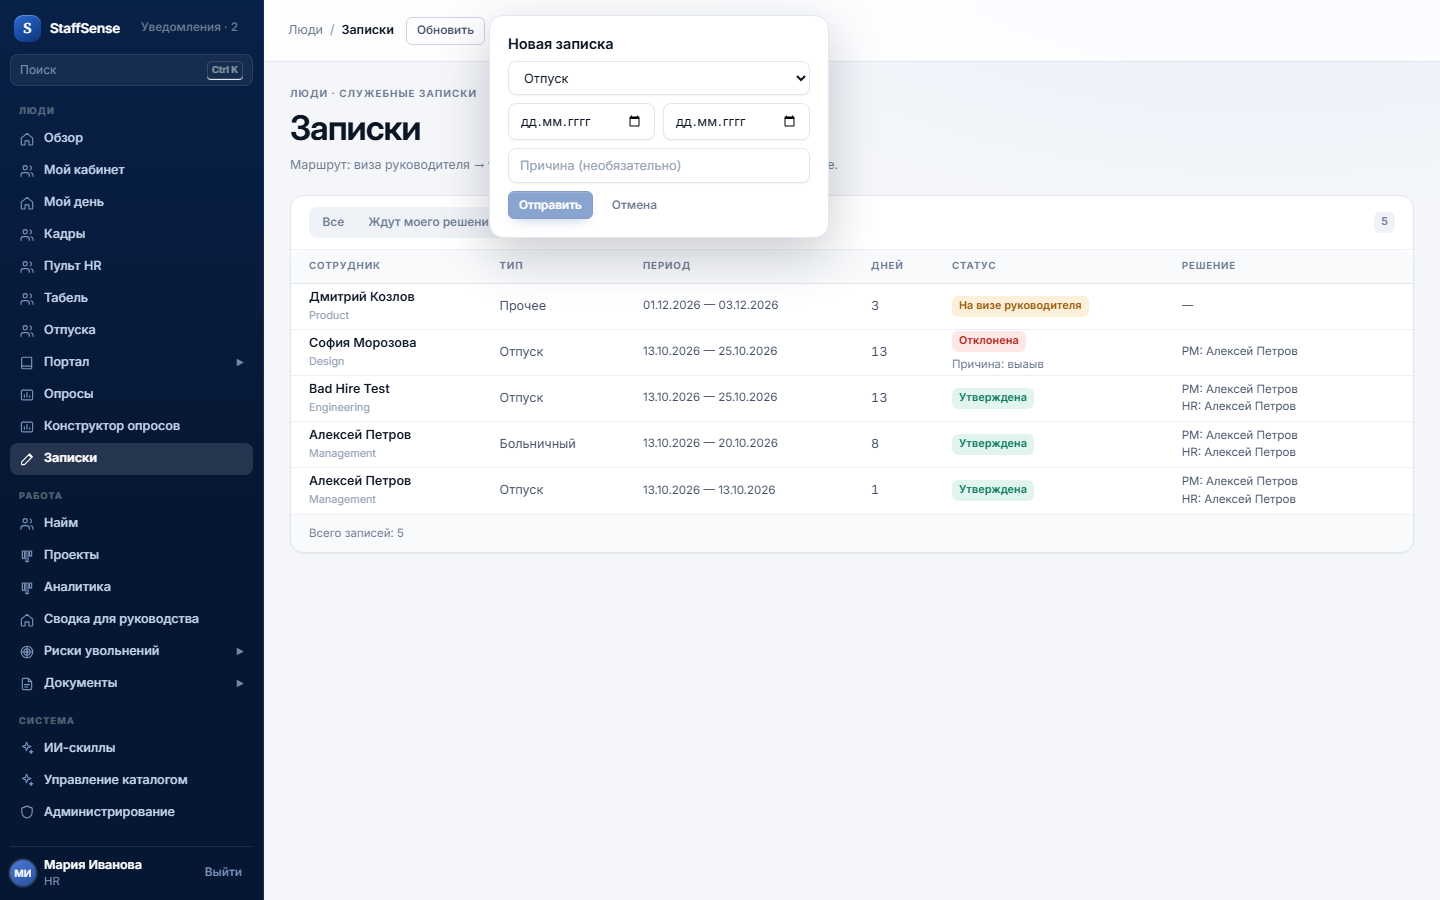 S StaffSense Уведомления · 2
Поиск Ctrl K
ЛЮДИ
Обзор
Мой кабинет
Мой день
Кадры
Пульт HR
Табель
Отпуска
Портал
Опросы
Конструктор опросов
Записки
РАБОТА
Найм
Проекты
Аналитика
Сводка для руководства
Риски увольнений
Документы
СИСТЕМА
ИИ-скиллы
Управление каталогом
Администрирование
МИ Мария Иванова
HR
Выйти
Люди / Записки Обновить
Новая записка
Отпуск
дд.мм.гггг дд.мм.гггг
Причина (необязательно)
Отправить Отмена
ЛЮДИ · СЛУЖЕБНЫЕ ЗАПИСКИ
Записки
Маршрут: виза руководителя →
Все Ждут моего 5
СОТРУДНИК ТИП ПЕРИОД ДНЕЙ СТАТУС РЕШЕНИЕ
Дмитрий Козлов
Product
Прочее 01.12.2026 — 03.12.2026 3 На визе руководителя —
София Морозова
Design
Отпуск 13.10.2026 — 25.10.2026 13 Отклонена
Причина: выаыв
PM: Алексей Петров
Bad Hire Test
Engineering
Отпуск 13.10.2026 — 25.10.2026 13 Утверждена
PM: Алексей Петров
HR: Алексей Петров
Алексей Петров
Management
Больничный 13.10.2026 — 20.10.2026 8 Утверждена
PM: Алексей Петров
HR: Алексей Петров
Алексей Петров
Management
Отпуск 13.10.2026 — 13.10.2026 1 Утверждена
PM: Алексей Петров
HR: Алексей Петров
Всего записей: 5